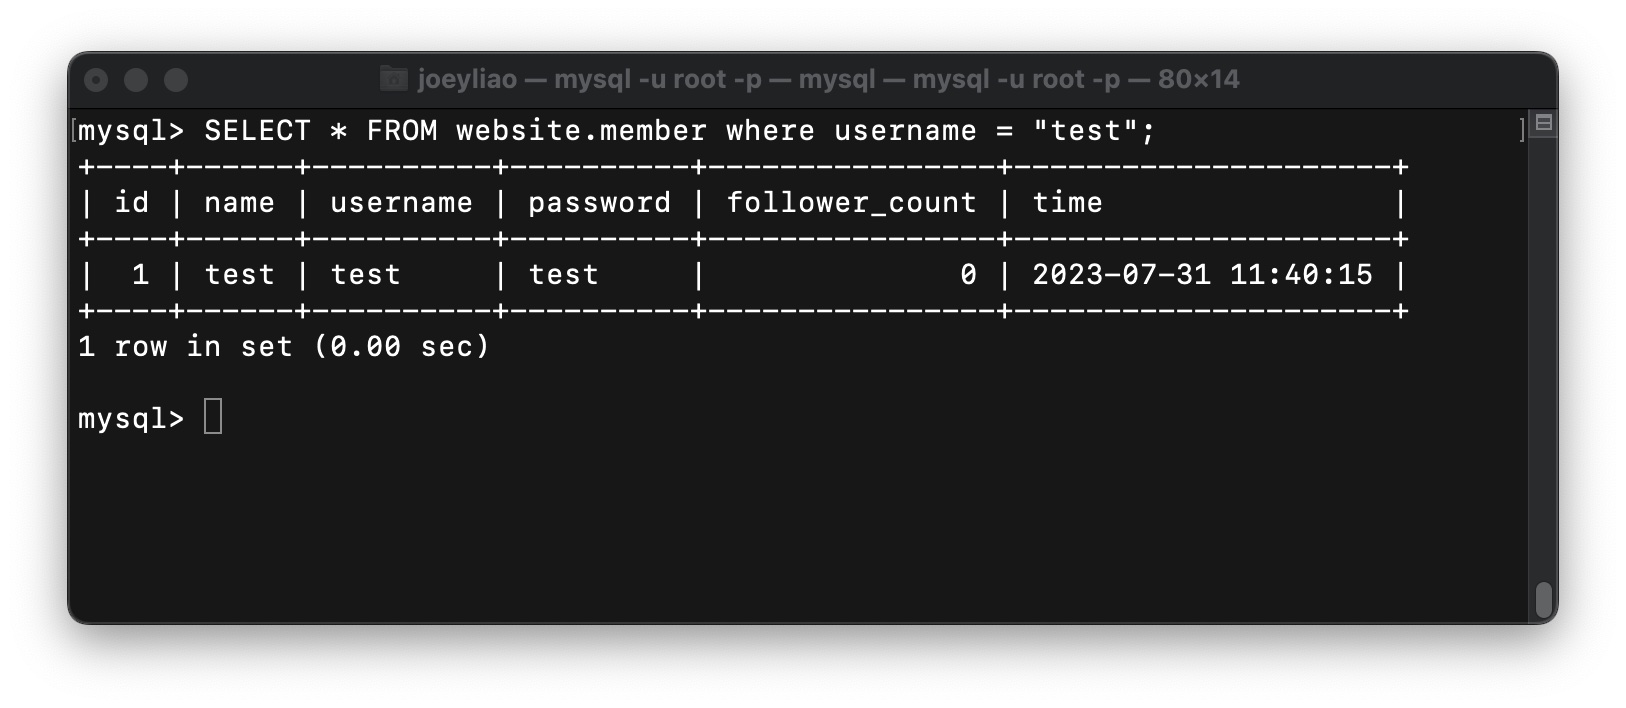 joeyliao — mysql -u root -p — mysql — mysql -u root -p — 80×14
mysql> SELECT * FROM website.member where username = "test";
+----+------+----------+----------+----------------+---------------------+
| id | name | username | password | follower_count | time                |
+----+------+----------+----------+----------------+---------------------+
|  1 | test | test     | test     |              0 | 2023-07-31 11:40:15 |
+----+------+----------+----------+----------------+---------------------+
1 row in set (0.00 sec)
mysql>